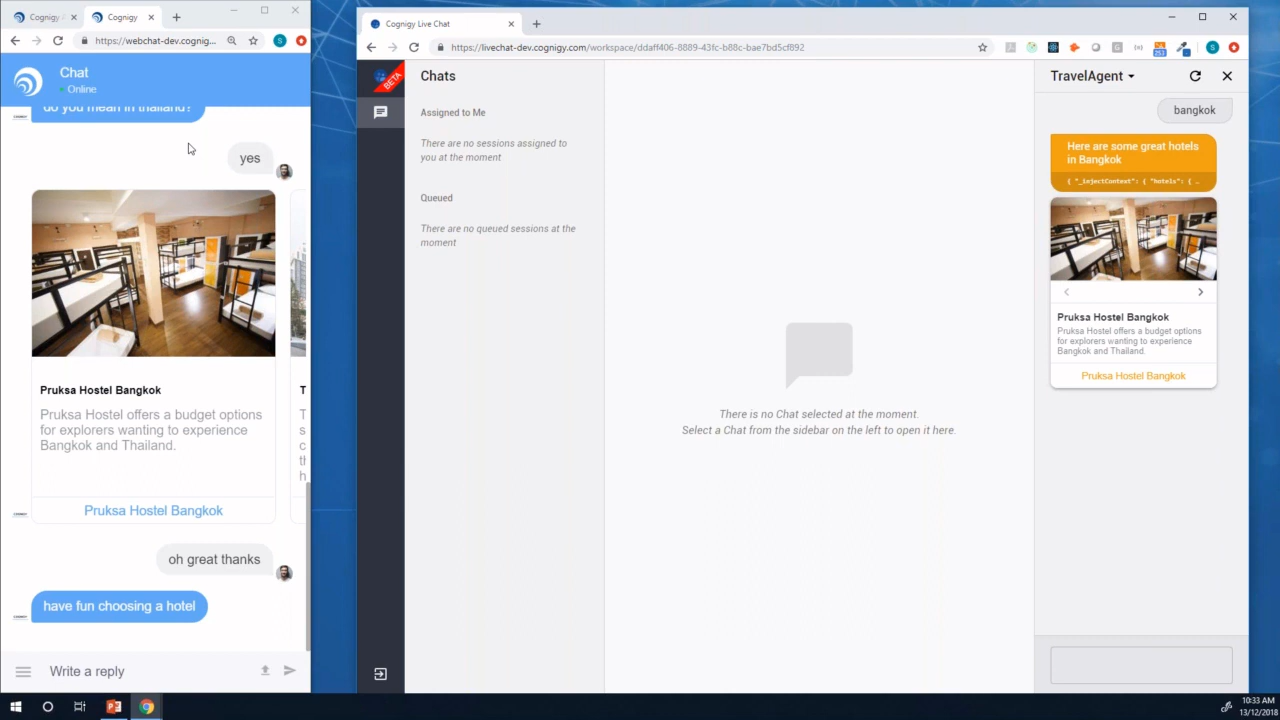 Cognigy
Cognigy
https://webchat-dev.cognig...
Chat
Online
do you mean in thailand?
yes
Pruksa Hostel Bangkok
Pruksa Hostel offers a budget options
for explorers wanting to experience
Bangkok and Thailand.
Pruksa Hostel Bangkok
oh great thanks
have fun choosing a hotel
Write a reply
Cognigy Live Chat
https://livechat-dev.cognigy.com/workspace/ddaff406-8889-43fc-b88c-bae7bd5cf892
BETA
Chats
Assigned to Me
There are no sessions assigned to
you at the moment
Queued
There are no queued sessions at the
moment
There is no Chat selected at the moment.
Select a Chat from the sidebar on the left to open it here.
TravelAgent
bangkok
Here are some great hotels
in Bangkok
{ "_injectContext": { "hotels": { …
Pruksa Hostel Bangkok
Pruksa Hostel offers a budget options
for explorers wanting to experience
Bangkok and Thailand.
Pruksa Hostel Bangkok
10:33 AM
13/12/2018